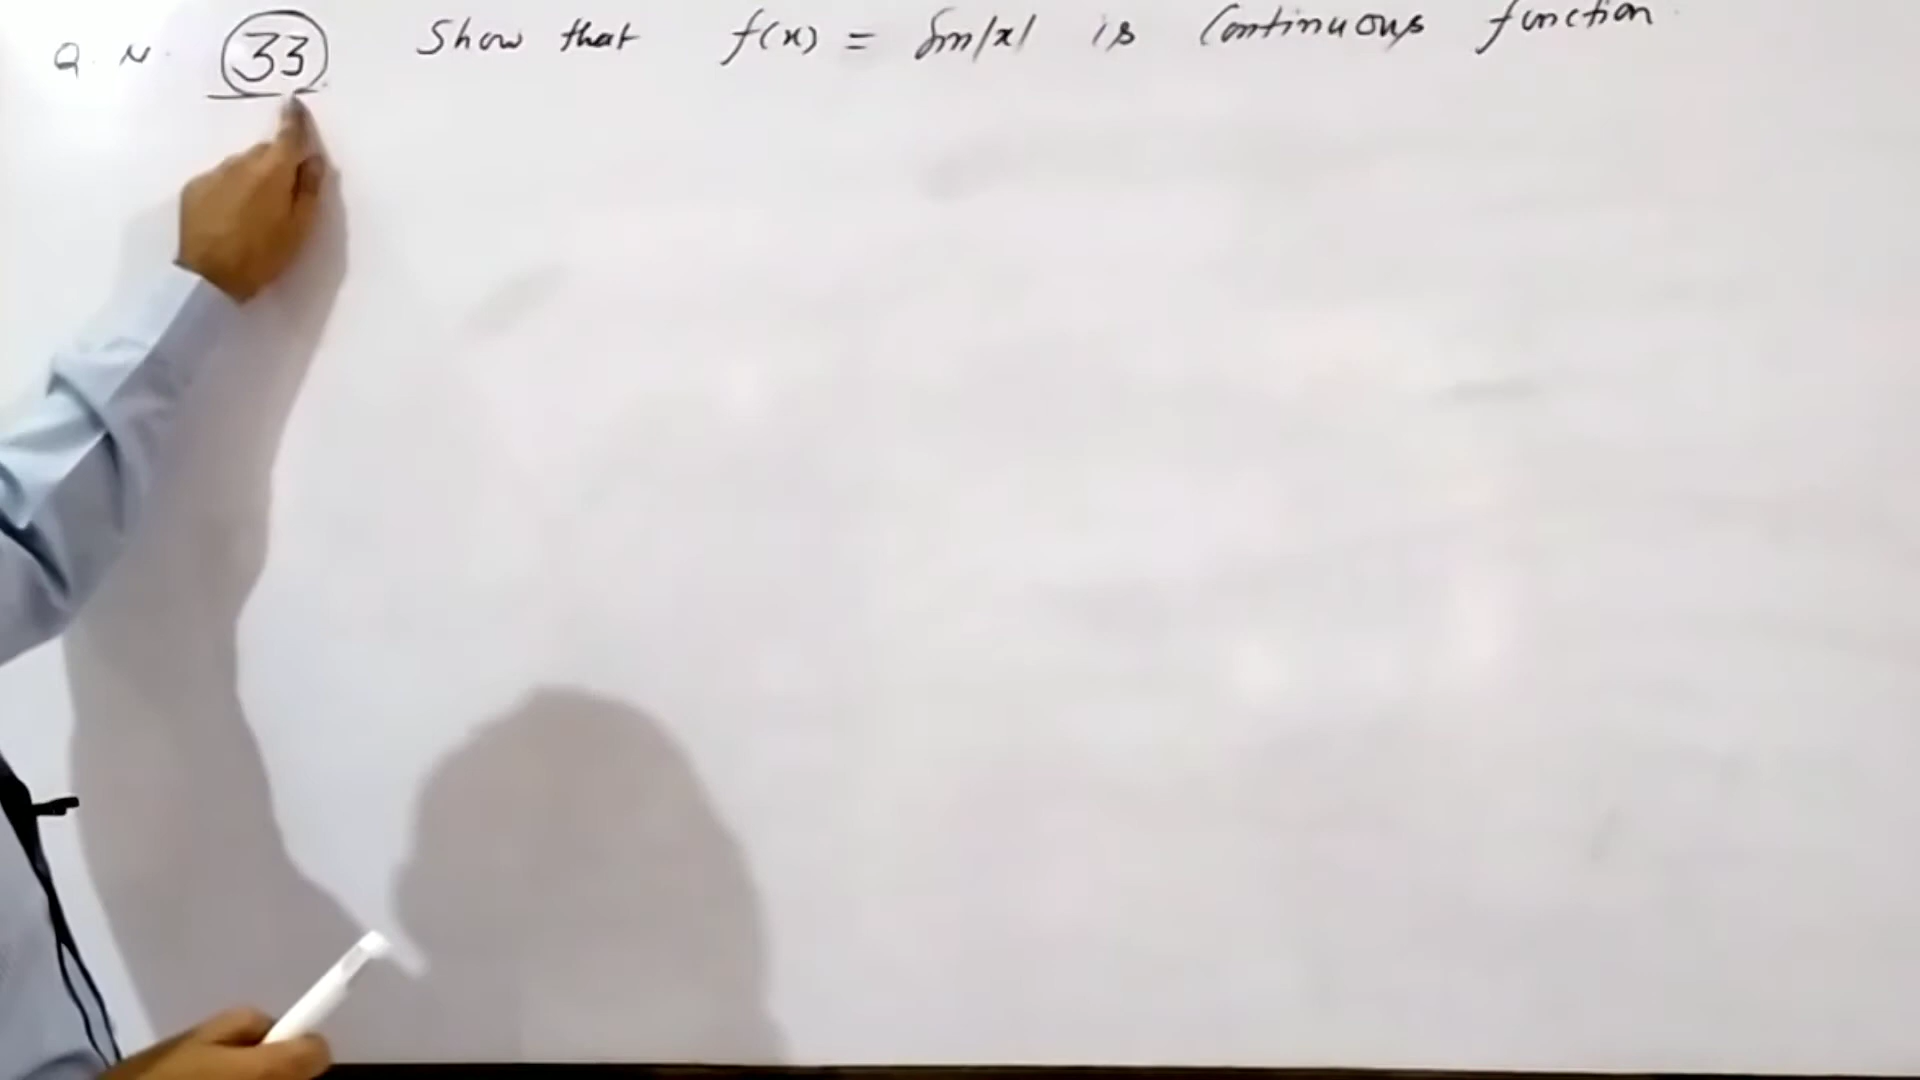 Q. N. 33 Show that f(x) = Sin|x| is Continuous function